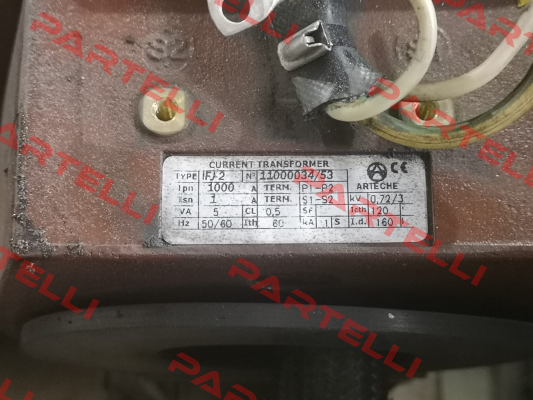 S2
S1
CURRENT TRANSFORMER
TYPE IFJ-2 Nº 11000034/53 CE
Ipn 1000 A TERM. P1-P2 ARTECHE
Isn 1 A TERM. S1-S2 kV 0,72/3
VA 5 CL 0,5 SF Icth 120
Hz 50/60 Ith 60 kA 1 S I.d. 160
PARTELLI
PARTELLI
PARTELLI
PARTELLI
PARTELLI
PARTELLI